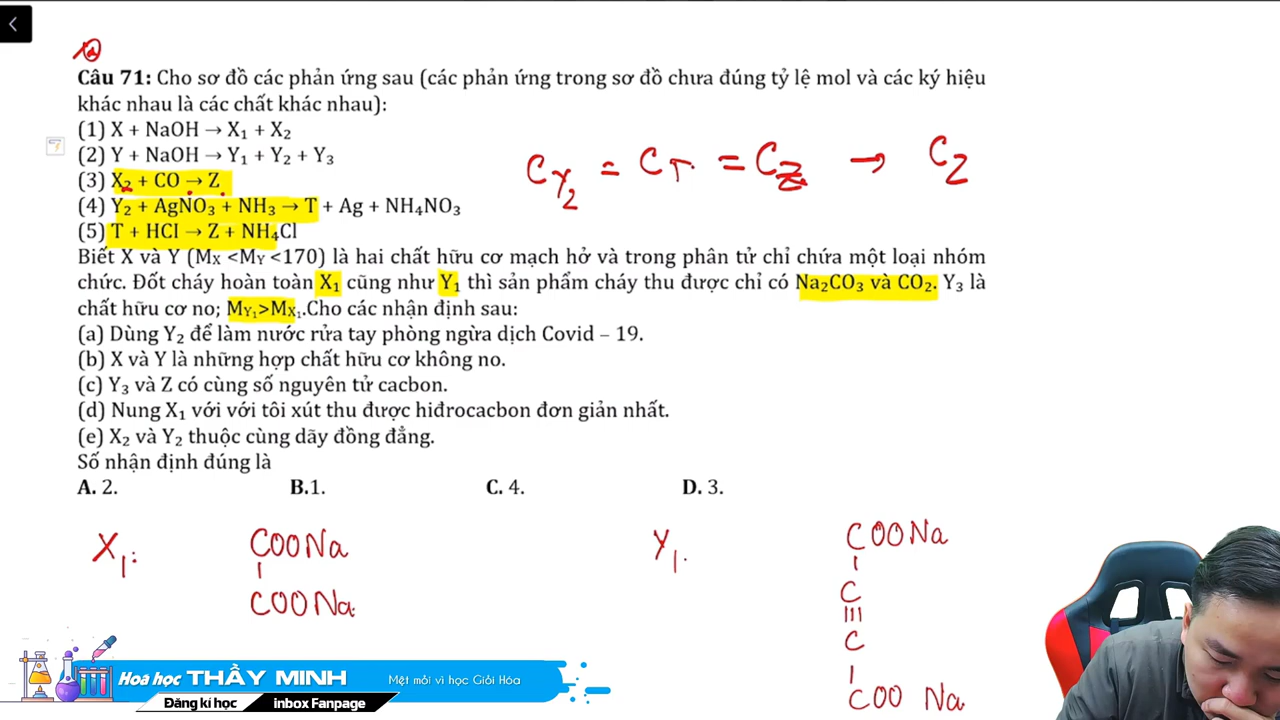 Câu 71: Cho sơ đồ các phản ứng sau (các phản ứng trong sơ đồ chưa đúng tỷ lệ mol và các ký hiệu
khác nhau là các chất khác nhau):
(1) X + NaOH → X₁ + X₂
(2) Y + NaOH → Y₁ + Y₂ + Y₃
(3) X₂ + CO → Z
(4) Y₂ + AgNO₃ + NH₃ → T + Ag + NH₄NO₃
(5) T + HCl → Z + NH₄Cl
C Y₂ = C T = C Z → C Z
Biết X và Y (Mx <MY <170) là hai chất hữu cơ mạch hở và trong phân tử chỉ chứa một loại nhóm
chức. Đốt cháy hoàn toàn X₁ cũng như Y₁ thì sản phẩm cháy thu được chỉ có Na₂CO₃ và CO₂. Y₃ là
chất hữu cơ no; MY₁>MX₁.Cho các nhận định sau:
(a) Dùng Y₂ để làm nước rửa tay phòng ngừa dịch Covid – 19.
(b) X và Y là những hợp chất hữu cơ không no.
(c) Y₃ và Z có cùng số nguyên tử cacbon.
(d) Nung X₁ với với tôi xút thu được hiđrocacbon đơn giản nhất.
(e) X₂ và Y₂ thuộc cùng dãy đồng đẳng.
Số nhận định đúng là
A. 2. B.1. C. 4. D. 3.
X₁: COONa
COONa
Y₁: COONa
C
C
COO Na
Hoá học THẦY MINH
Mệt mỏi vì học Giỏi Hóa
Đăng kí học inbox Fanpage